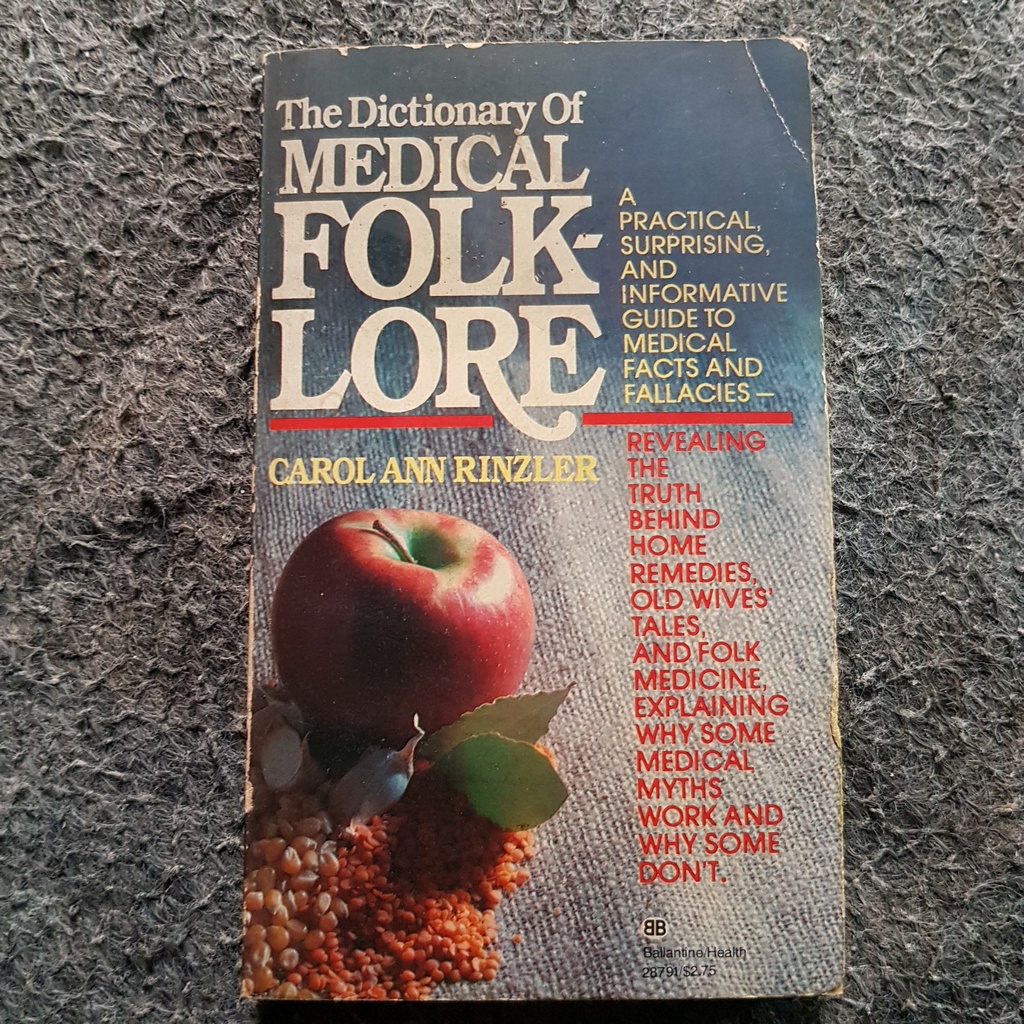 The Dictionary Of
MEDICAL
FOLK-
LORE
CAROL ANN RINZLER
A
PRACTICAL,
SURPRISING,
AND
INFORMATIVE
GUIDE TO
MEDICAL
FACTS AND
FALLACIES —
REVEALING
THE
TRUTH
BEHIND
HOME
REMEDIES,
OLD WIVES'
TALES,
AND FOLK
MEDICINE,
EXPLAINING
WHY SOME
MEDICAL
MYTHS
WORK AND
WHY SOME
DON'T.
BB
Ballantine/Health
28791/$2.75